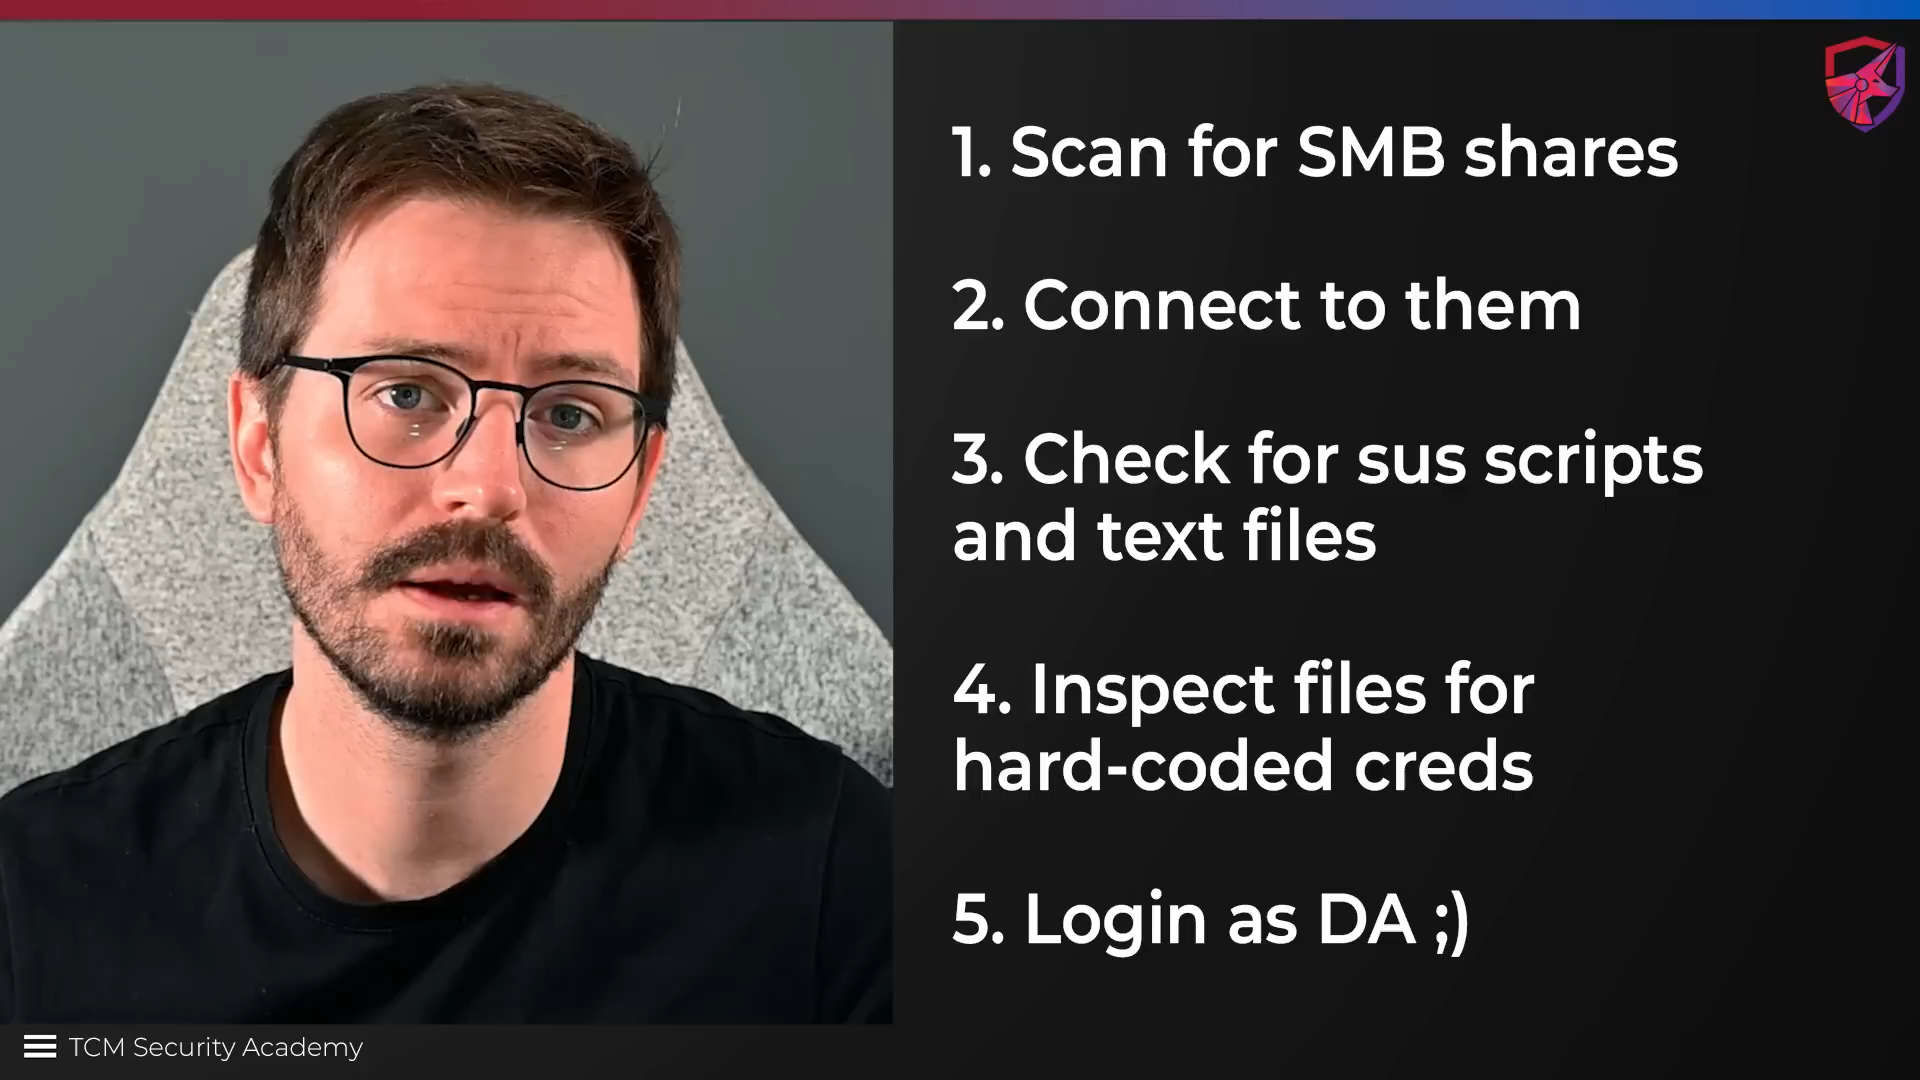 1. Scan for SMB shares
2. Connect to them
3. Check for sus scripts
and text files
4. Inspect files for
hard-coded creds
5. Login as DA ;)
TCM Security Academy